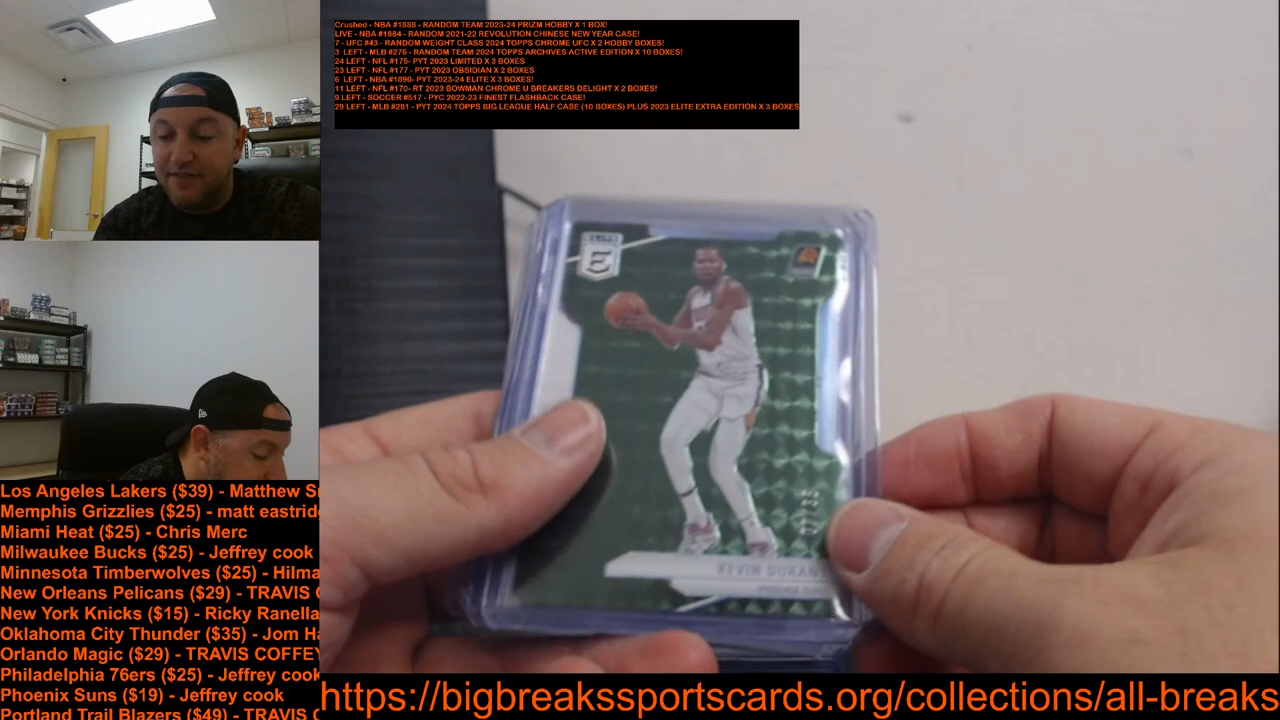 Crushed - NBA #1888 - RANDOM TEAM 2023-24 PRIZM HOBBY X 1 BOX!
LIVE - NBA #1884 - RANDOM 2021-22 REVOLUTION CHINESE NEW YEAR CASE!
7 - UFC #43 - RANDOM WEIGHT CLASS 2024 TOPPS CHROME UFC X 2 HOBBY BOXES!
3 LEFT - MLB #276 - RANDOM TEAM 2024 TOPPS ARCHIVES ACTIVE EDITION X 10 BOXES!
24 LEFT - NFL #175- PYT 2023 LIMITED X 3 BOXES
23 LEFT - NFL #177 - PYT 2023 OBSIDIAN X 2 BOXES
6 LEFT - NBA #1890- PYT 2023-24 ELITE X 3 BOXES!
11 LEFT - NFL #170- RT 2023 BOWMAN CHROME U BREAKERS DELIGHT X 2 BOXES!
9 LEFT - SOCCER #517 - PYC 2022-23 FINEST FLASHBACK CASE!
29 LEFT - MLB #281 - PYT 2024 TOPPS BIG LEAGUE HALF CASE (10 BOXES) PLUS 2023 ELITE EXTRA EDITION X 3 BOXES
ELITE
E
KEVIN DURAN
Los Angeles Lakers ($39) - Matthew S
Memphis Grizzlies ($25) - matt eastrid
Miami Heat ($25) - Chris Merc
Milwaukee Bucks ($25) - Jeffrey cook
Minnesota Timberwolves ($25) - Hilma
New Orleans Pelicans ($29) - TRAVIS
New York Knicks ($15) - Ricky Ranella
Oklahoma City Thunder ($35) - Jom H
Orlando Magic ($29) - TRAVIS COFFEY
Philadelphia 76ers ($25) - Jeffrey cook
Phoenix Suns ($19) - Jeffrey cook
Portland Trail Blazers ($49) - TRAVIS
https://bigbreakssportscards.org/collections/all-breaks